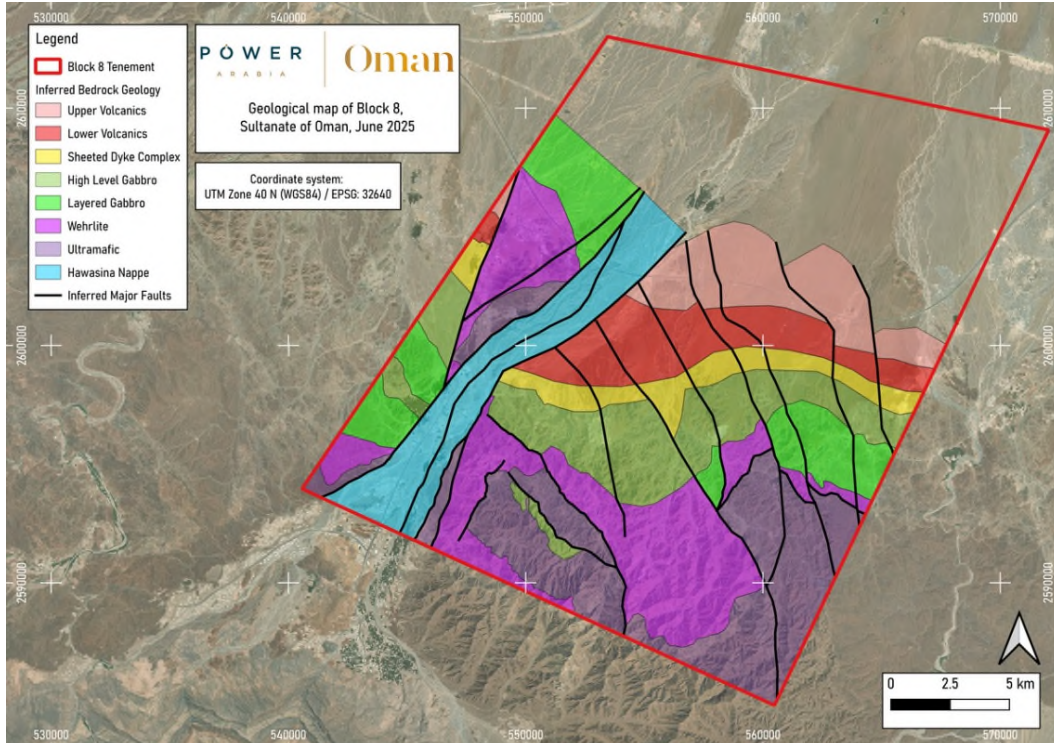 530000 540000 550000 560000 570000
Legend
Block 8 Tenement
Inferred Bedrock Geology
Upper Volcanics
Lower Volcanics
Sheeted Dyke Complex
High Level Gabbro
Layered Gabbro
Wehrlite
Ultramafic
Hawasina Nappe
Inferred Major Faults
POWER
ARABIA
Oman
Geological map of Block 8,
Sultanate of Oman, June 2025
Coordinate system:
UTM Zone 40 N (WGS84) / EPSG: 32640
2610000
2600000
2590000
2610000
2600000
2590000
0 2.5 5 km
530000 540000 550000 560000 570000